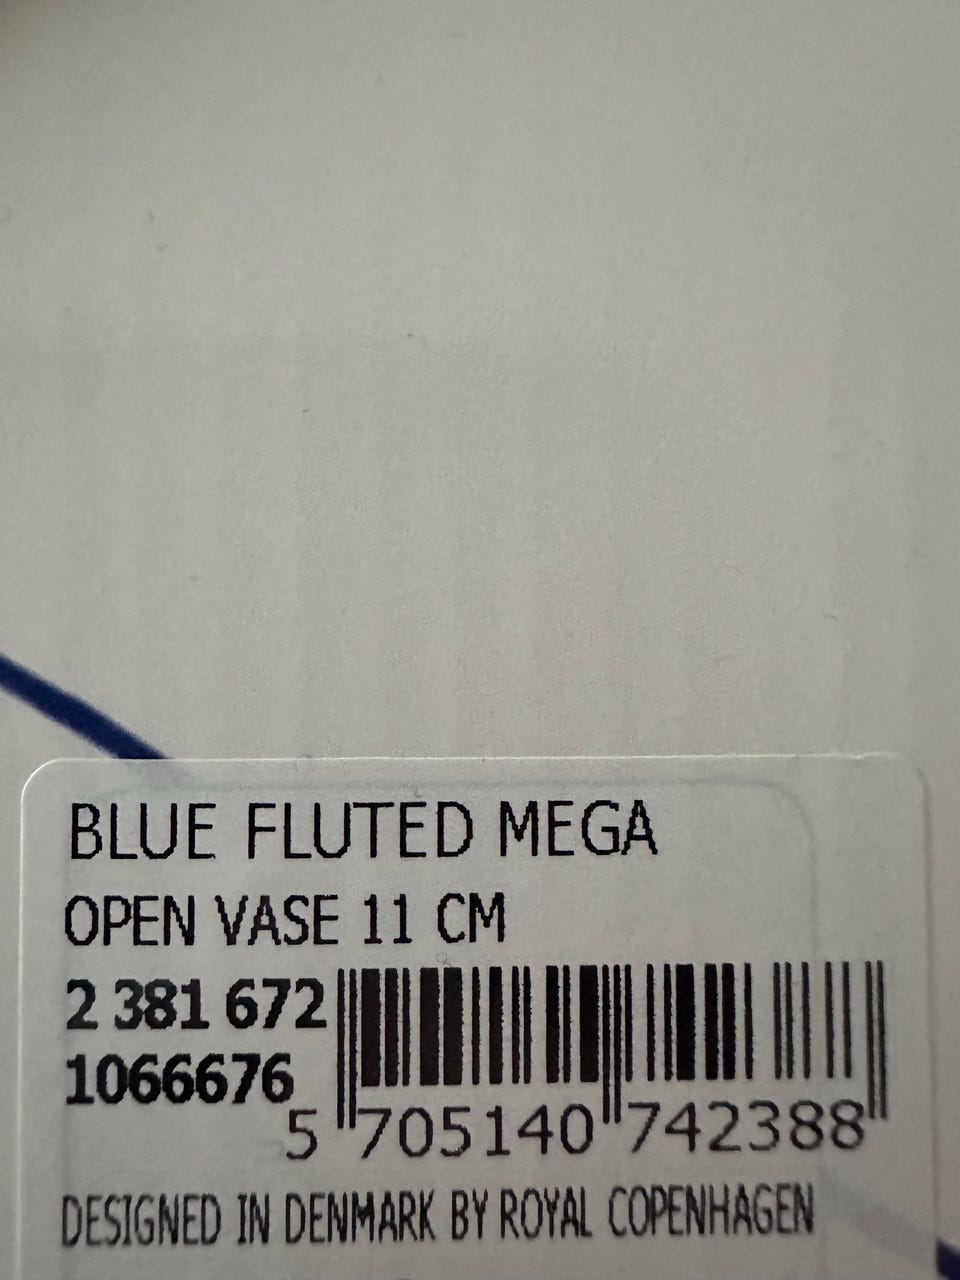 BLUE FLUTED MEGA
OPEN VASE 11 CM
2 381 672
1066676
5 705140 742388
DESIGNED IN DENMARK BY ROYAL COPENHAGEN